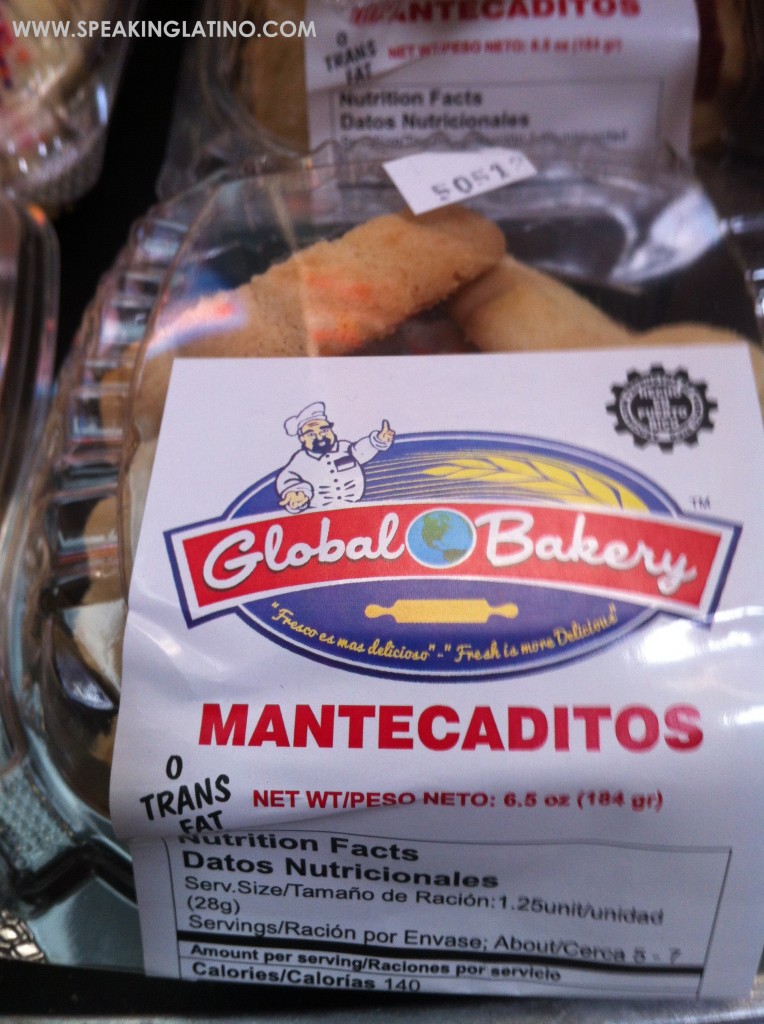 WWW.SPEAKINGLATINO.COM
MANTECADITOS
0
TRANS
FAT
NET WT/PESO NETO: 6.5 oz (184 gr)
Nutrition Facts
Datos Nutricionales
50512
Global Bakery
TM
"Fresco es mas delicioso"-"Fresh is more Delicious"
MANTECADITOS
0
TRANS
FAT
NET WT/PESO NETO: 6.5 oz (184 gr)
Nutrition Facts
Datos Nutricionales
Serv.Size/Tamaño de Ración:1.25unit/unidad
(28g)
Servings/Ración por Envase; About/Cerca 5 - 7
Amount per serving/Raciones por servicio
Calories/Calorías 140